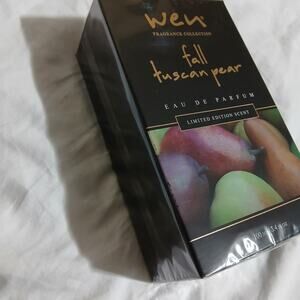 wen
FRAGRANCE COLLECTION
fall
tuscan pear
EAU DE PARFUM
LIMITED EDITION SCENT